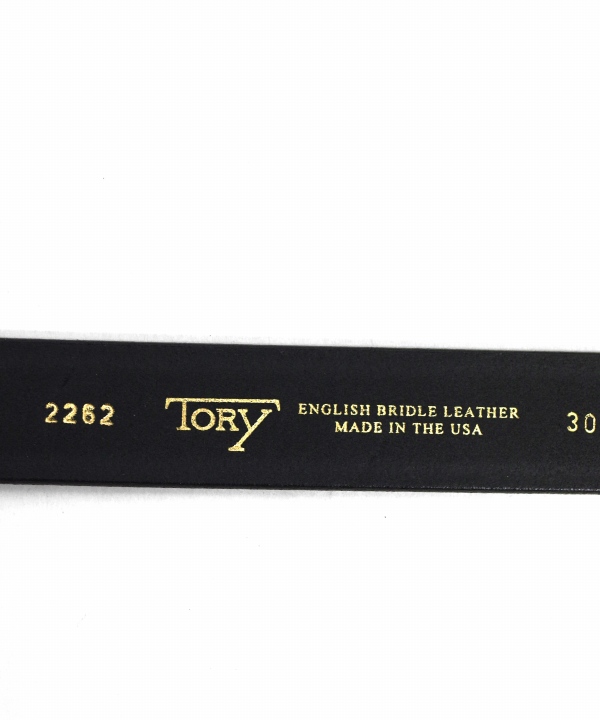 2262 TORY ENGLISH BRIDLE LEATHER 30
MADE IN THE USA